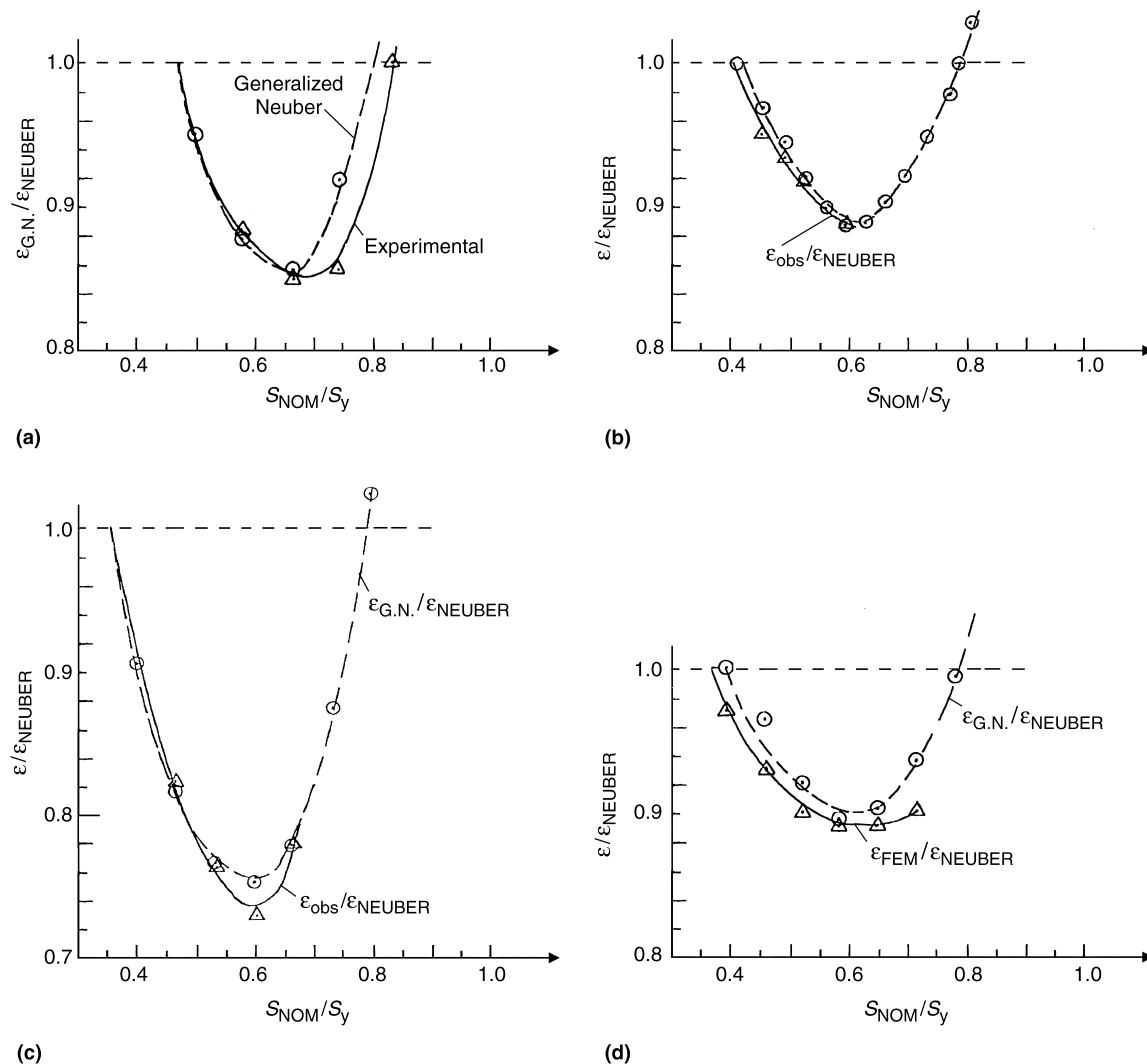 1.0
0.9
0.8
0.4
0.6
0.8
1.0
εG.N./εNEUBER
Generalized
Neuber
Experimental
SNOM/Sy
(a)
1.0
0.9
0.8
0.4
0.6
0.8
1.0
ε/εNEUBER
εobs/εNEUBER
SNOM/Sy
(b)
1.0
0.9
0.8
0.7
0.4
0.6
0.8
1.0
ε/εNEUBER
εG.N./εNEUBER
εobs/εNEUBER
SNOM/Sy
(c)
1.0
0.9
0.8
0.4
0.6
0.8
1.0
ε/εNEUBER
εG.N./εNEUBER
εFEM/εNEUBER
SNOM/Sy
(d)